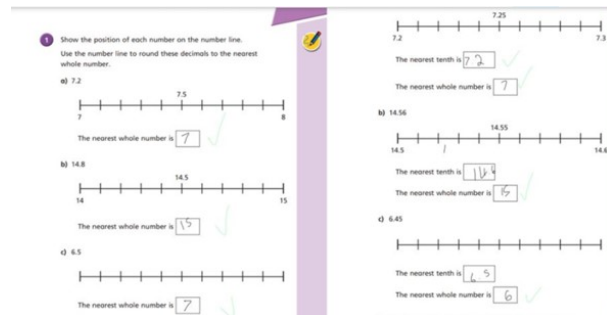 1 Show the position of each number on the number line.
Use the number line to round these decimals to the nearest
whole number.
a) 7.2
7.5
7 8
The nearest whole number is 7
b) 14.8
14.5
14 15
The nearest whole number is 15
c) 6.5
The nearest whole number is 7
7.25
7.2 7.3
The nearest tenth is 7 2
The nearest whole number is 7
b) 14.56
14.55
14.5 14.6
The nearest tenth is
The nearest whole number is 15
c) 6.45
The nearest tenth is 6.5
The nearest whole number is 6